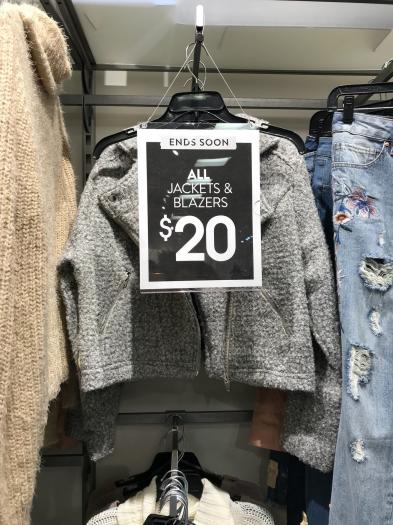 ENDS SOON
ALL
JACKETS &
BLAZERS
$20